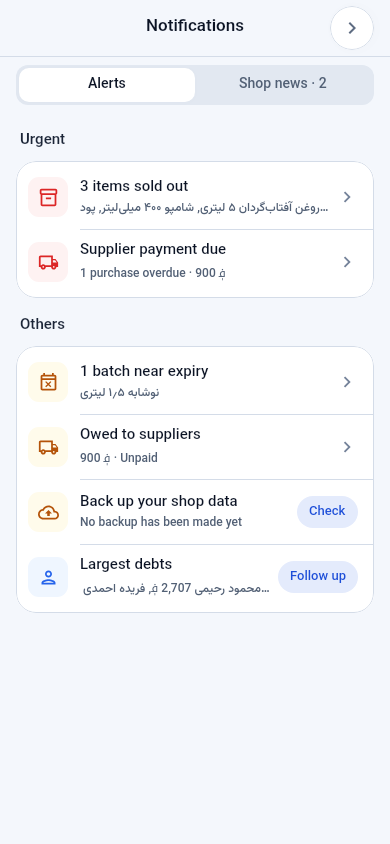 Notifications
Alerts
Shop news · 2
Urgent
3 items sold out
روغن آفتاب‌گردان ۵ لیتری, شامپو ۴۰۰ میلی‌لیتر, پود...
Supplier payment due
1 purchase overdue · 900 ؋
Others
1 batch near expiry
نوشابه ۱٫۵ لیتری
Owed to suppliers
900 ؋ · Unpaid
Back up your shop data
No backup has been made yet
Check
Largest debts
محمود رحیمی 2,707 ؋, فریده احمدی...
Follow up